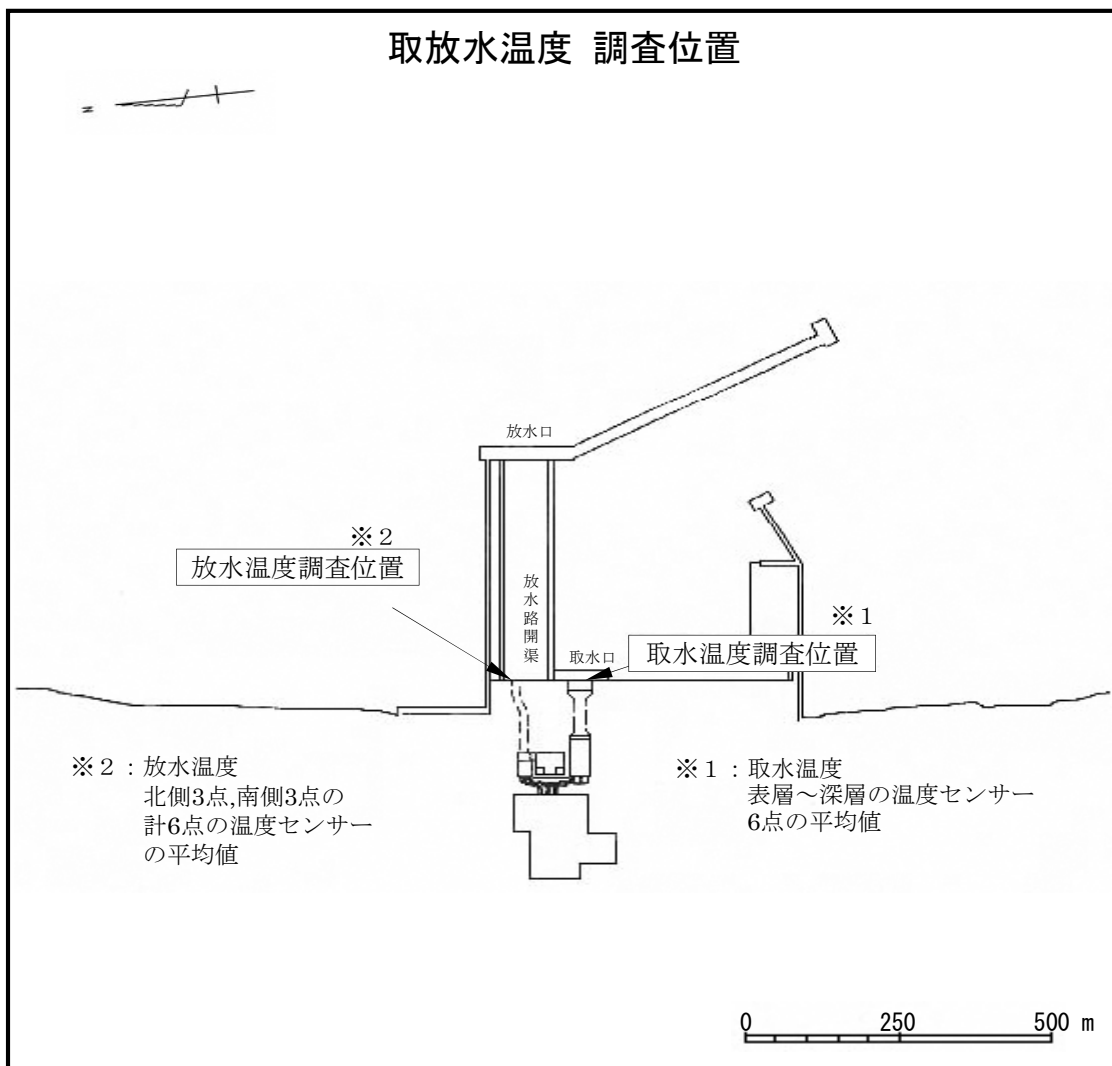 取放水温度 調査位置
N
放水口
※2
放水温度調査位置
放水路開渠
※1
取水口
取水温度調査位置
※2：放水温度
北側3点,南側3点の
計6点の温度センサー
の平均値
※1：取水温度
表層～深層の温度センサー
6点の平均値
0 250 500 m